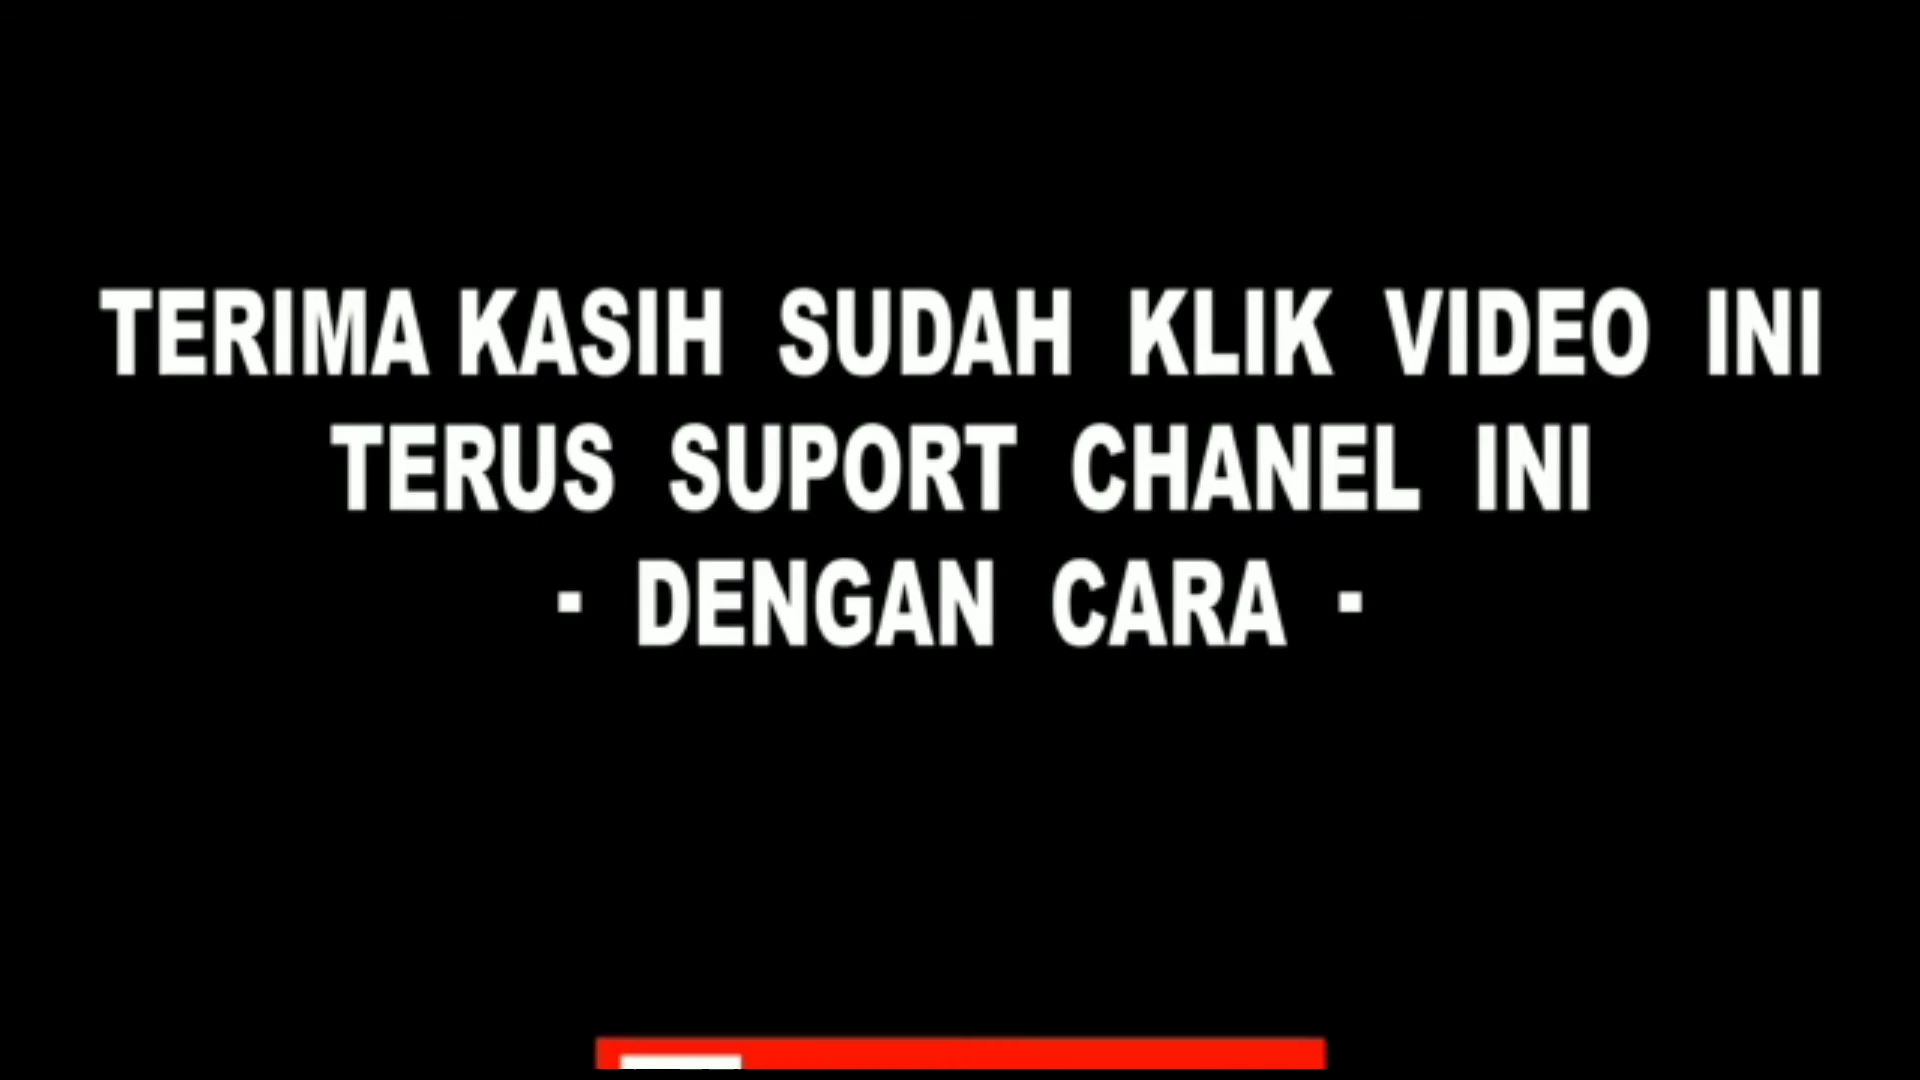 TERIMA KASIH SUDAH KLIK VIDEO INI
TERUS SUPORT CHANEL INI
- DENGAN CARA -